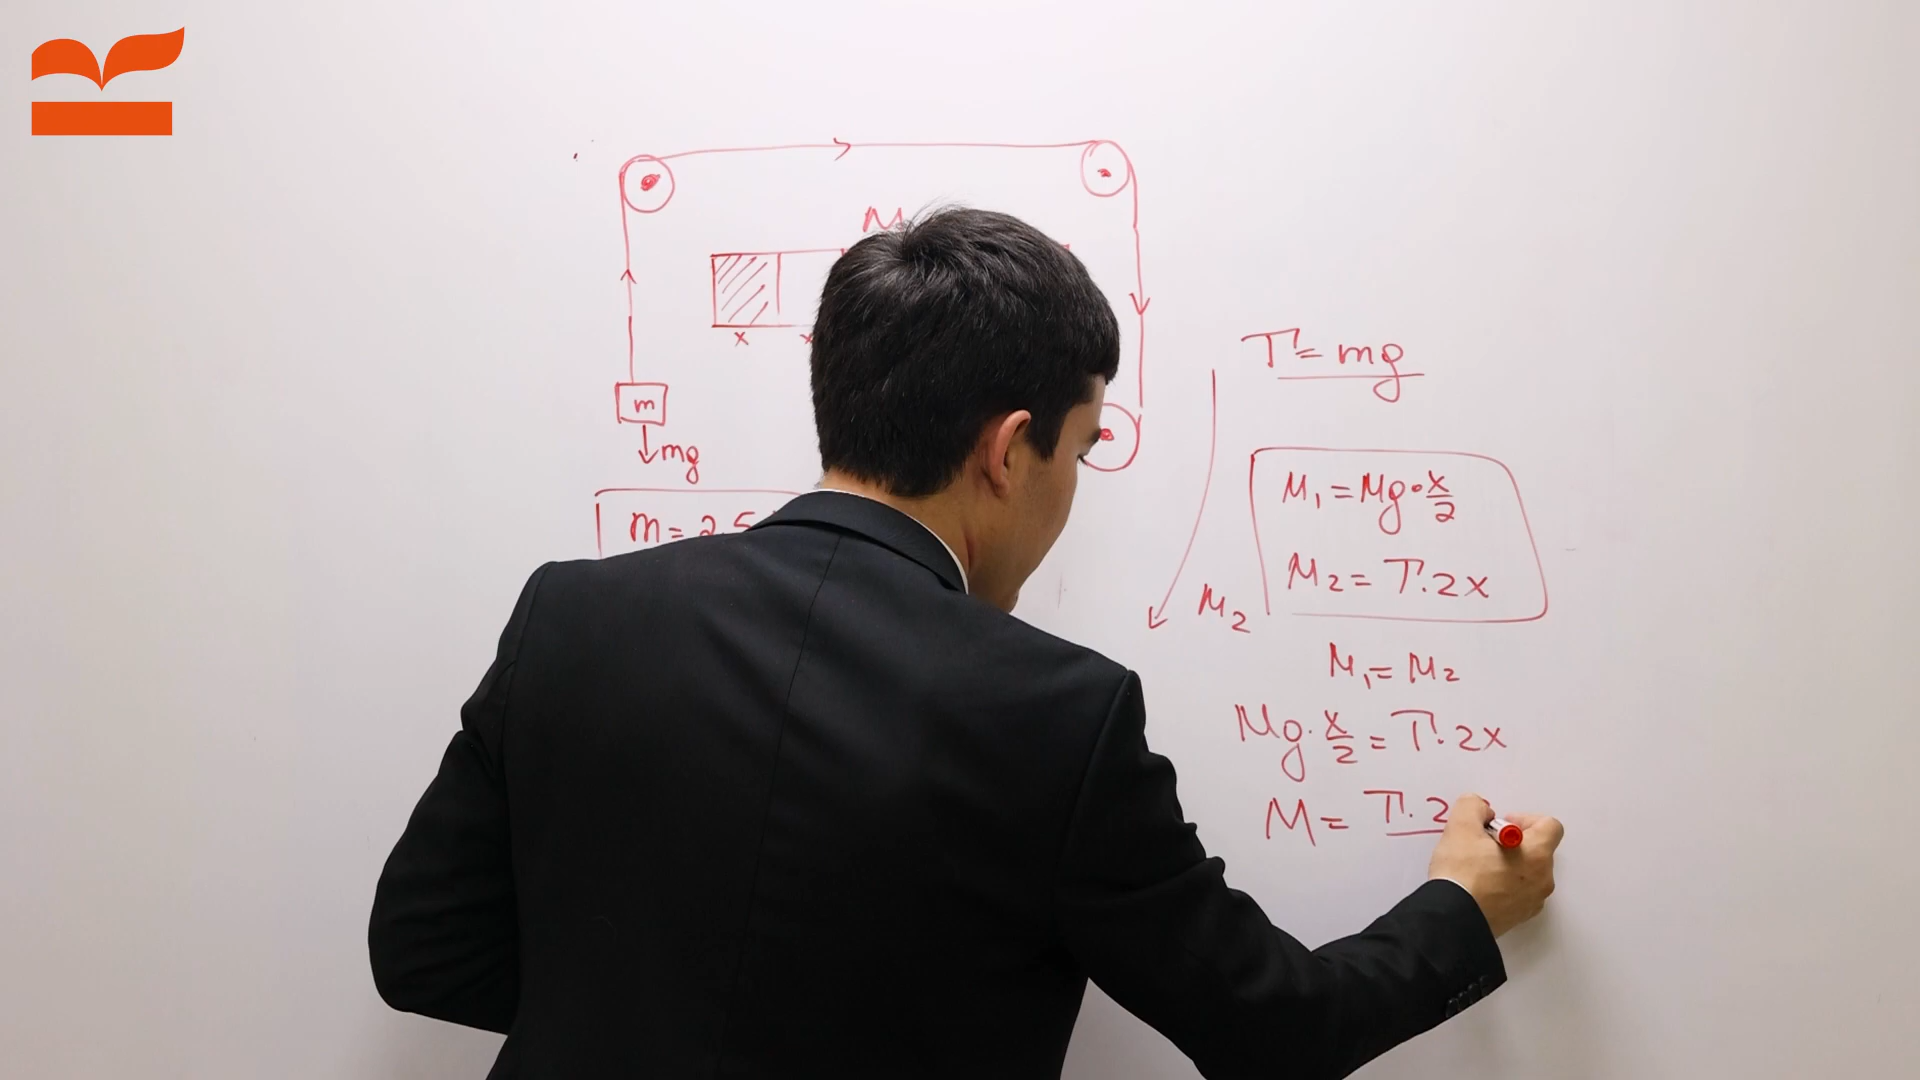 M
x
m
mg
m = 2,5
T = mg
M₁ = Mg · x/2
M₂ = T · 2x
M₂
M₁ = M₂
Mg · x/2 = T · 2x
M = T · 2